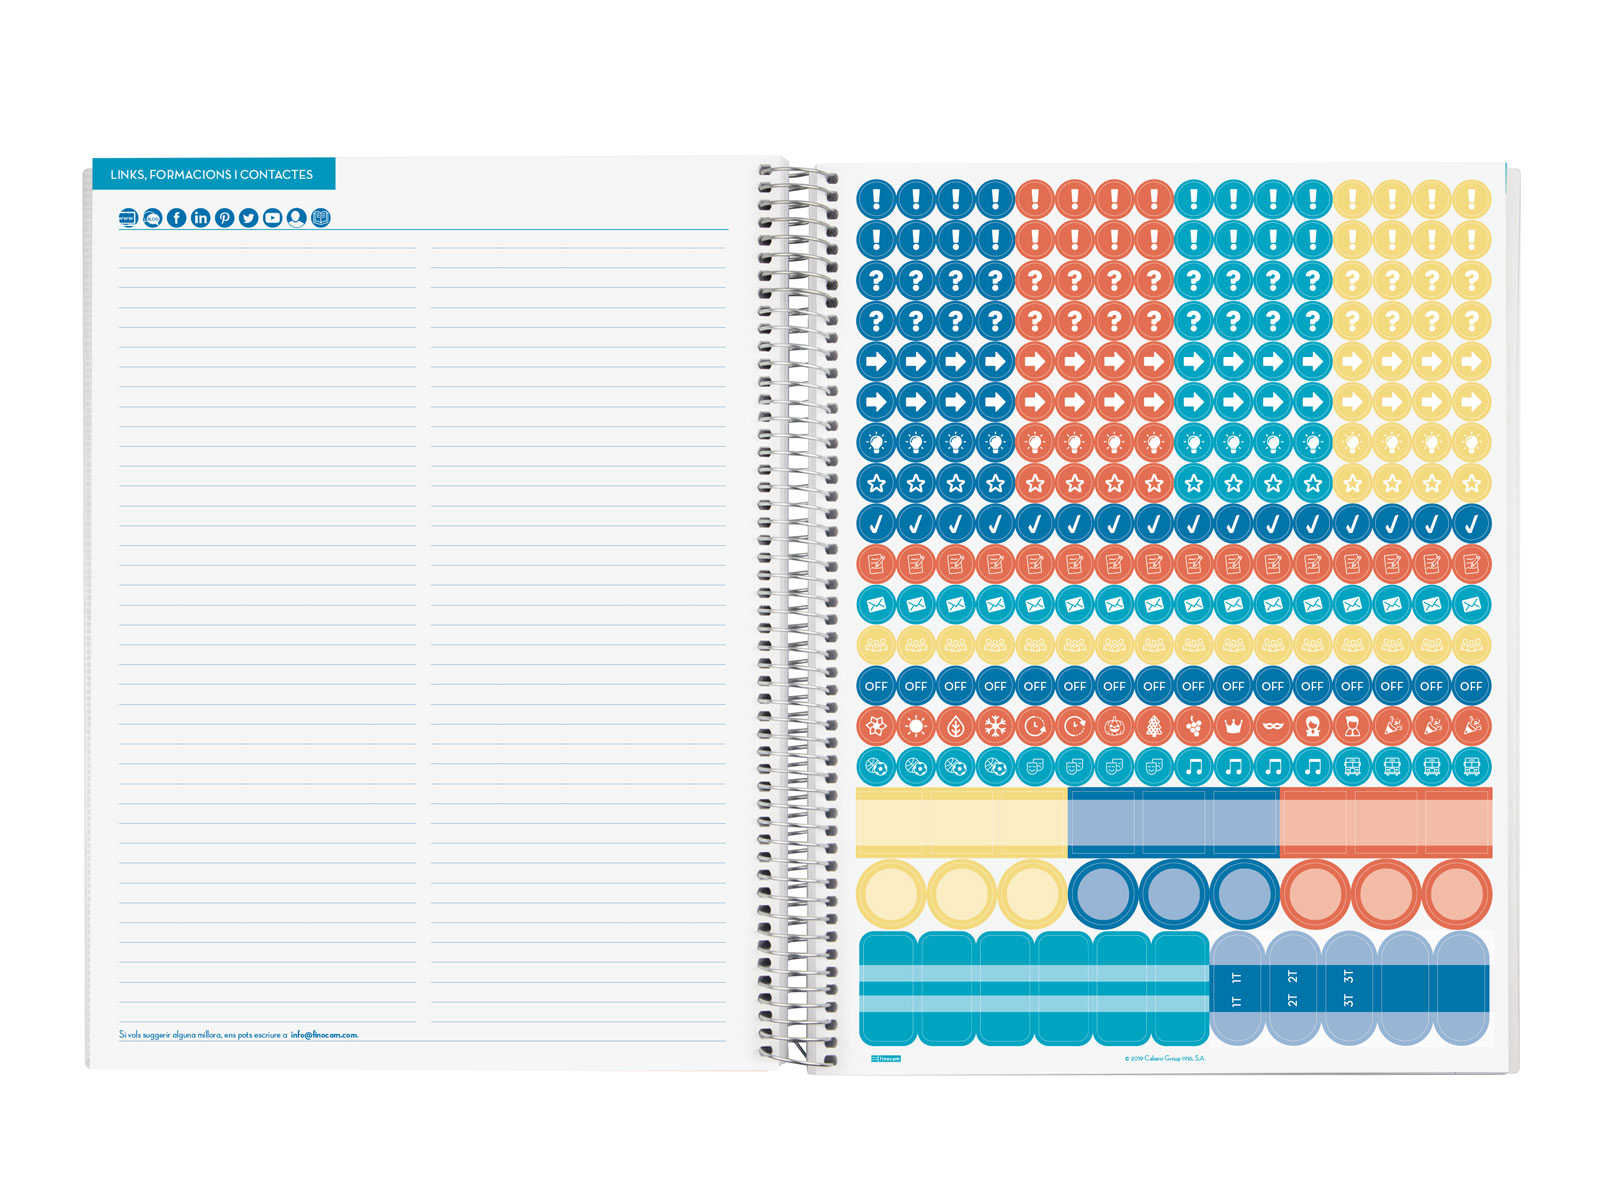 LINKS, FORMACIONS I CONTACTES
www BLOG f in
Si vols suggerir alguna millora, ens pots escriure a info@finocam.com.
! ! ! ! ! ! ! ! ! ! ! ! ! ! ! !
! ! ! ! ! ! ! ! ! ! ! ! ! ! ! !
? ? ? ? ? ? ? ? ? ? ? ? ? ? ? ?
? ? ? ? ? ? ? ? ? ? ? ? ? ? ? ?
OFF OFF OFF OFF OFF OFF OFF OFF OFF OFF OFF OFF OFF OFF OFF OFF
1T 2T 3T
1T 2T 3T
finocam
© 2019 Cabero Group 1916, S.A.